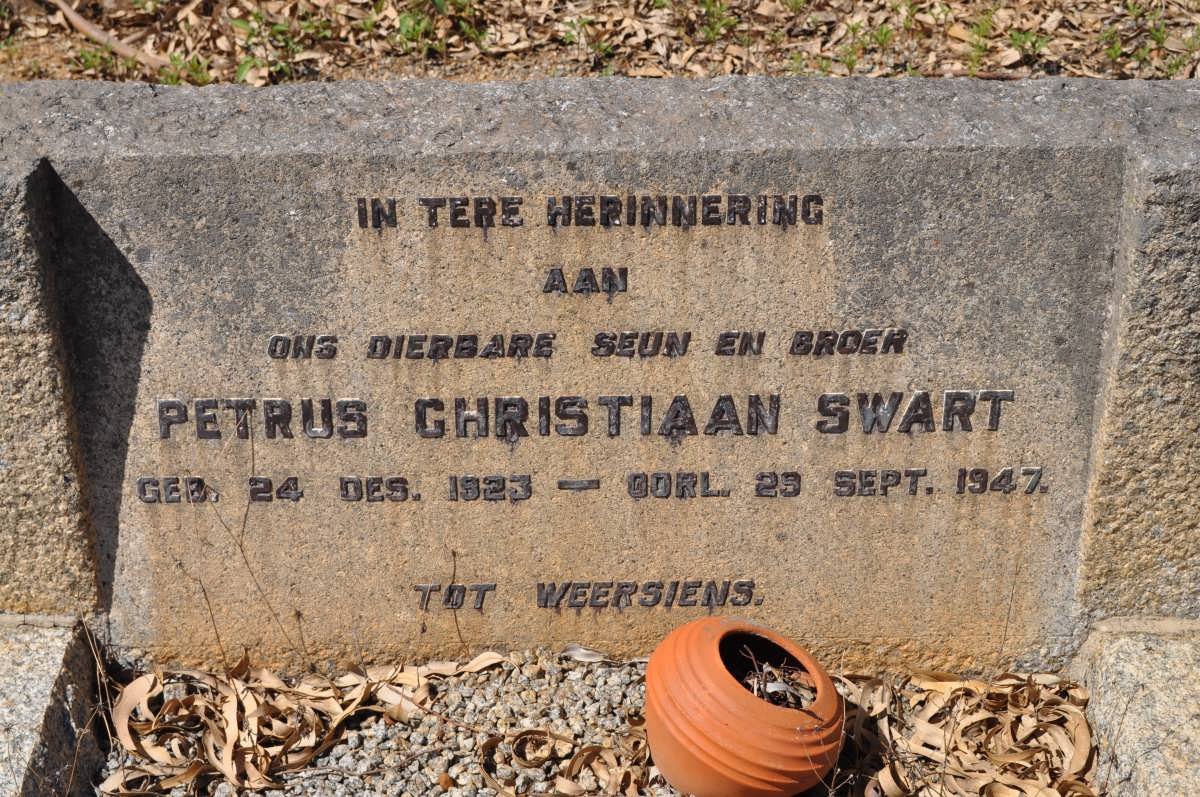 IN TERE HERINNERING
AAN
ONS DIERBARE SEUN EN BROER
PETRUS CHRISTIAAN SWART
GEB. 24 DES. 1923 — OORL. 29 SEPT. 1947.
TOT WEERSIENS.